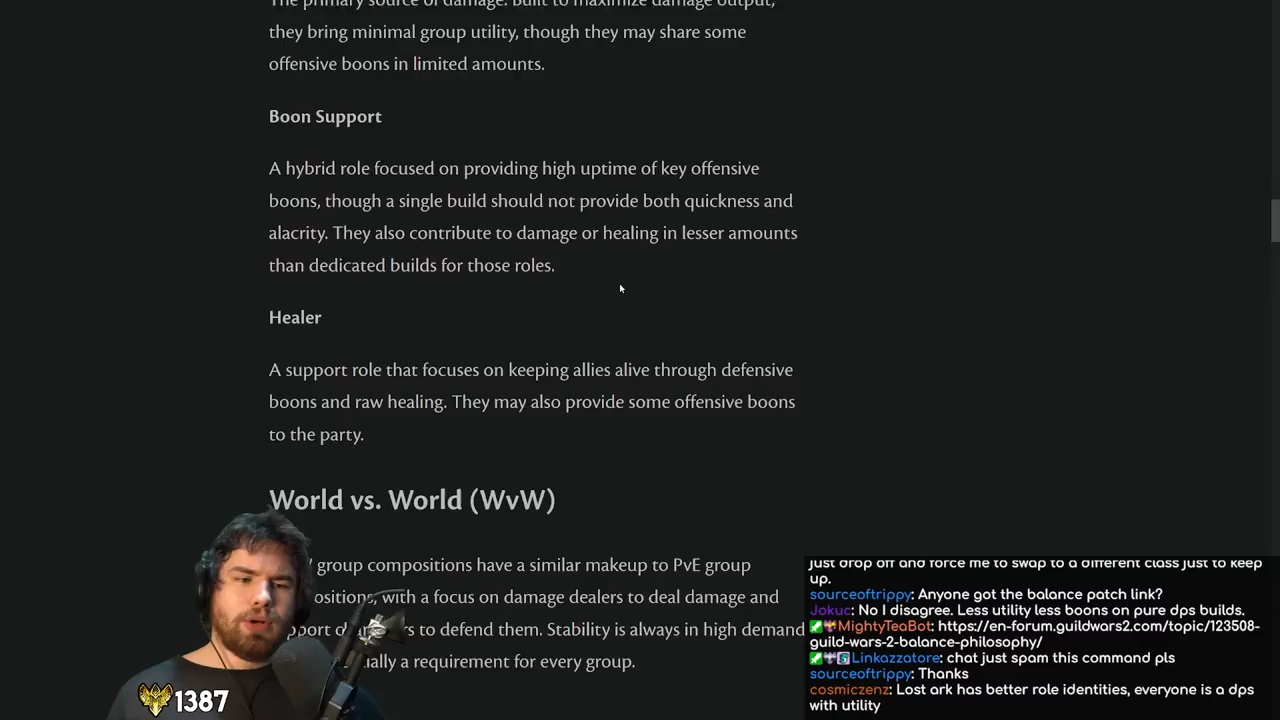 The primary source of damage. Built to maximize damage output,
they bring minimal group utility, though they may share some
offensive boons in limited amounts.
Boon Support
A hybrid role focused on providing high uptime of key offensive
boons, though a single build should not provide both quickness and
alacrity. They also contribute to damage or healing in lesser amounts
than dedicated builds for those roles.
Healer
A support role that focuses on keeping allies alive through defensive
boons and raw healing. They may also provide some offensive boons
to the party.
World vs. World (WvW)
group compositions have a similar makeup to PvE group
with a focus on damage dealers to deal damage and
to defend them. Stability is always in high demand
a requirement for every group.
1387
just drop off and force me to swap to a different class just to keep
up.
sourceoftrippy: Anyone got the balance patch link?
Jokuc: No I disagree. Less utility less boons on pure dps builds.
MightyTeaBot: https://en-forum.guildwars2.com/topic/123508-
guild-wars-2-balance-philosophy/
Linkazzatore: chat just spam this command pls
sourceoftrippy: Thanks
cosmiczenz: Lost ark has better role identities, everyone is a dps
with utility